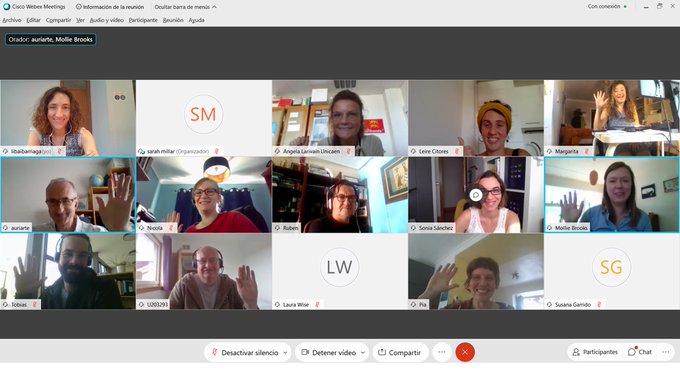 Cisco Webex Meetings
Información de la reunión
Ocultar barra de menús
Con conexión
Archivo Editar Compartir Ver Audio y vídeo Participante Reunión Ayuda
Orador: auriarte, Mollie Brooks
SM
libaibarriaga(yo)
sarah millar (Organizador)
Angela Larivain Unicaen
Leire Citores
Margarita
auriarte
Nicola
Ruben
Sonia Sánchez
Mollie Brooks
LW
SG
Tobias
U203293
Laura Wise
Pia
Susana Garrido
Desactivar silencio
Detener vídeo
Compartir
Participantes
Chat